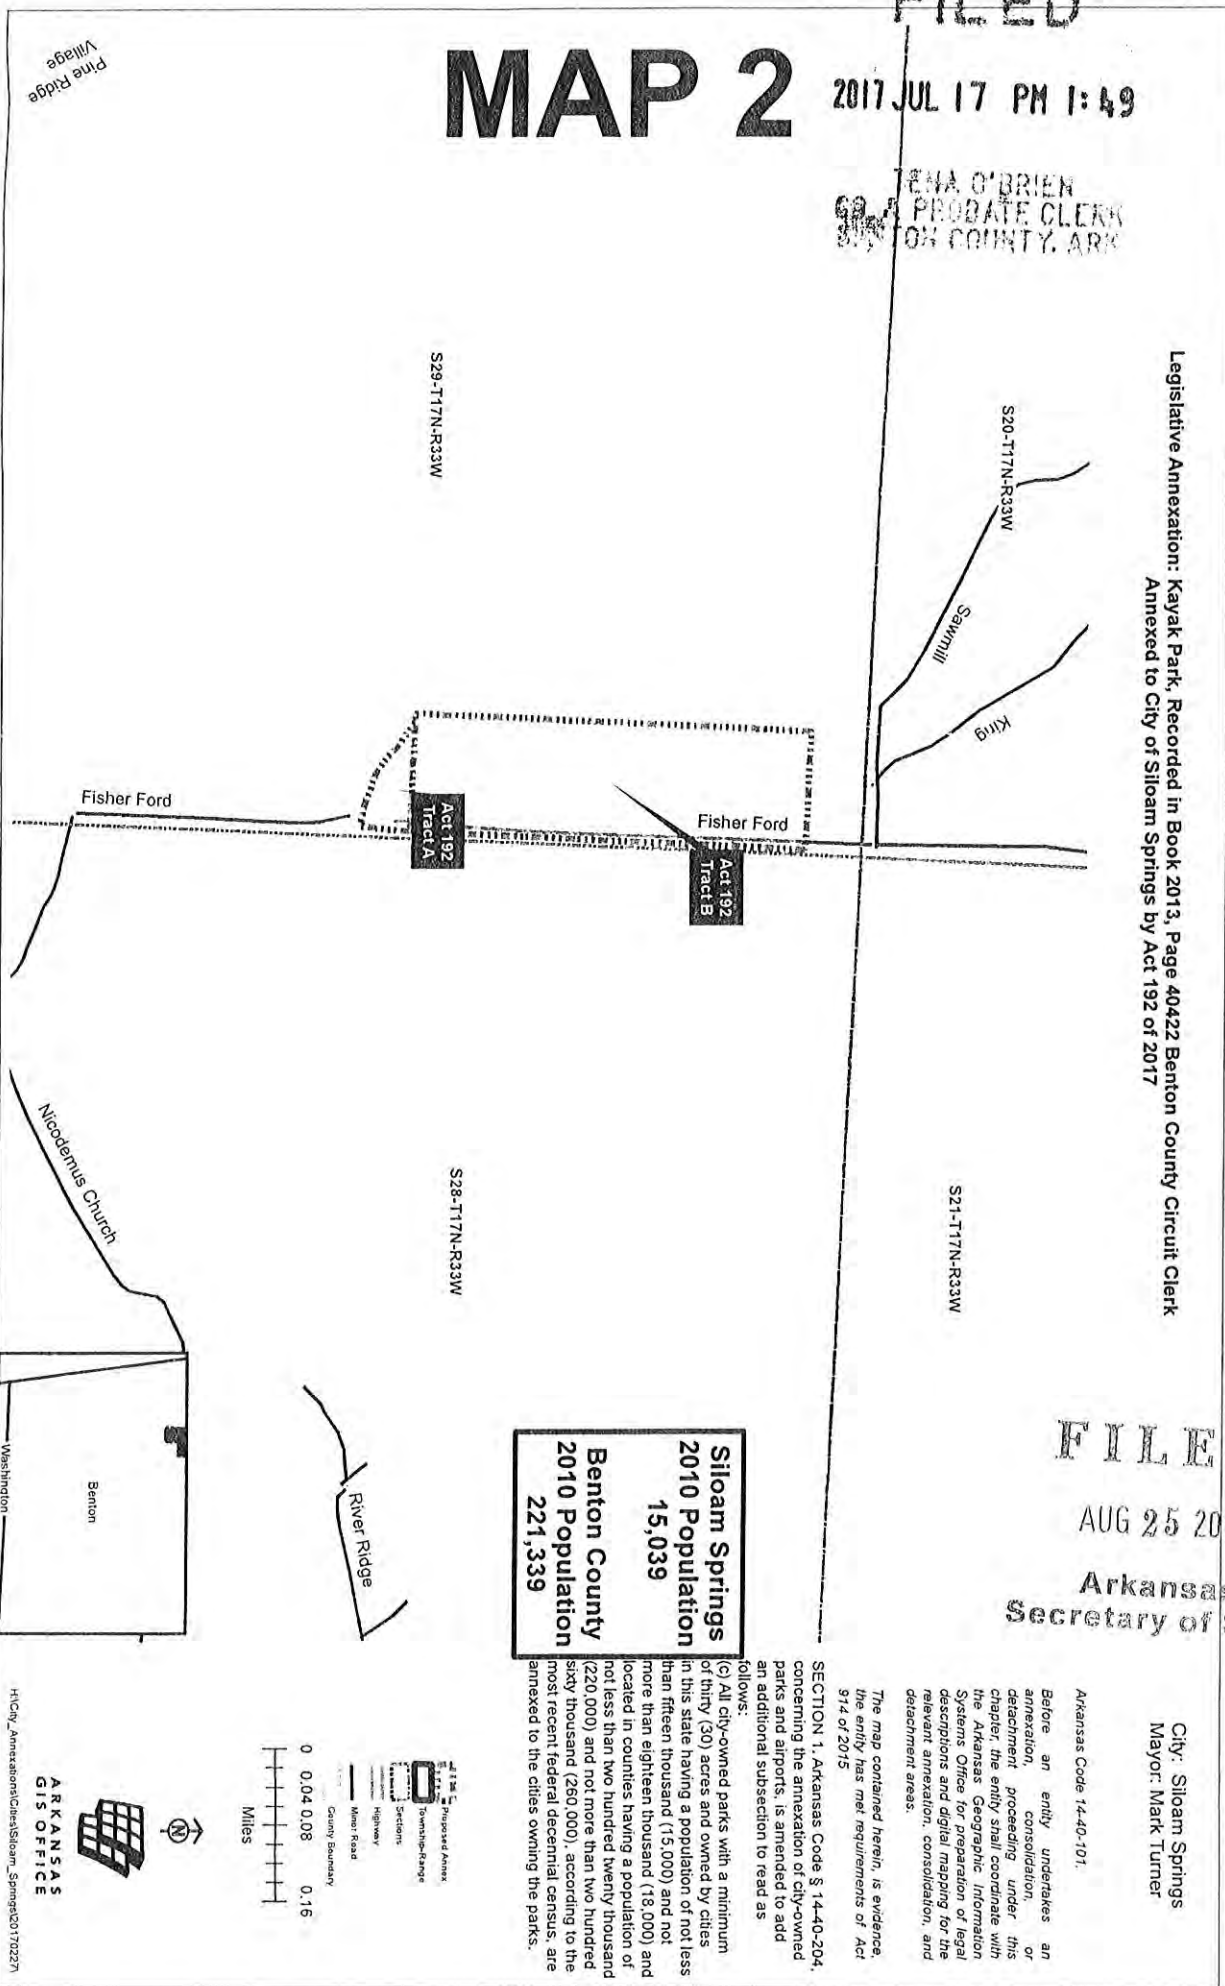 FILED
MAP 2
2017 JUL 17 PM 1:49
O'BRIEN
PROBATE CLERK
COUNTY, ARK
Pine Ridge
Village
Legislative Annexation: Kayak Park, Recorded in Book 2013, Page 40422 Benton County Circuit Clerk
Annexed to City of Siloam Springs by Act 192 of 2017
S20-T17N-R33W
S29-T17N-R33W
Sawmill
King
Fisher Ford
Fisher Ford
Act 192
Tract A
Act 192
Tract B
S21-T17N-R33W
S28-T17N-R33W
Nicodemus Church
River Ridge
Benton
Washington
FILE
AUG 25 20
Arkansas
Secretary of
Siloam Springs
2010 Population
15,039
Benton County
2010 Population
221,339
City: Siloam Springs
Mayor: Mark Turner
Arkansas Code 14-40-101.
Before an entity undertakes an
annexation, consolidation, or
detachment proceeding under this
chapter, the entity shall coordinate with
the Arkansas Geographic Information
Systems Office for preparation of legal
descriptions and digital mapping for the
relevant annexation, consolidation, and
detachment areas.
The map contained herein, is evidence,
the entity has met requirements of Act
914 of 2015
SECTION 1. Arkansas Code § 14-40-204,
concerning the annexation of city-owned
parks and airports, is amended to add
an additional subsection to read as
follows:
(c) All city-owned parks with a minimum
of thirty (30) acres and owned by cities
in this state having a population of not less
than fifteen thousand (15,000) and not
more than eighteen thousand (18,000) and
located in counties having a population of
not less than two hundred twenty thousand
(220,000) and not more than two hundred
sixty thousand (260,000), according to the
most recent federal decennial census, are
annexed to the cities owning the parks.
Proposed Annex
Township-Range
Sections
Highway
Minor Road
County Boundary
0 0.04 0.08 0.16
Miles
N
ARKANSAS
GIS OFFICE
H:\City_Annexations\Cities\Siloam_Springs\20170227\